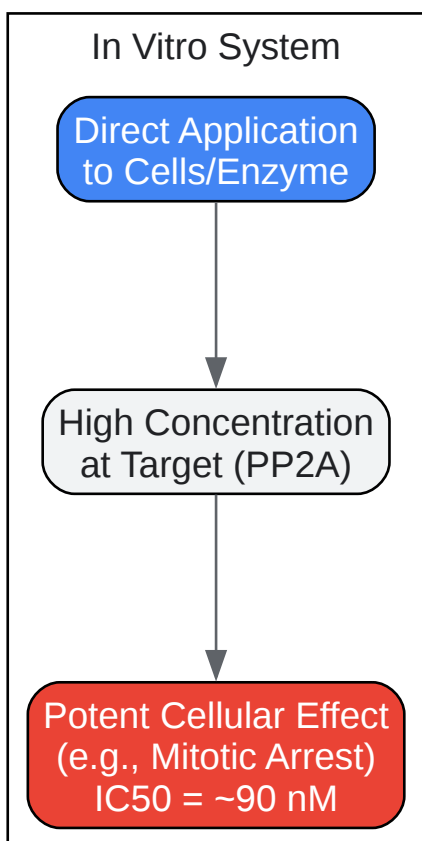 In Vitro System
Direct Application
to Cells/Enzyme
High Concentration
at Target (PP2A)
Potent Cellular Effect
(e.g., Mitotic Arrest)
IC50 = ~90 nM